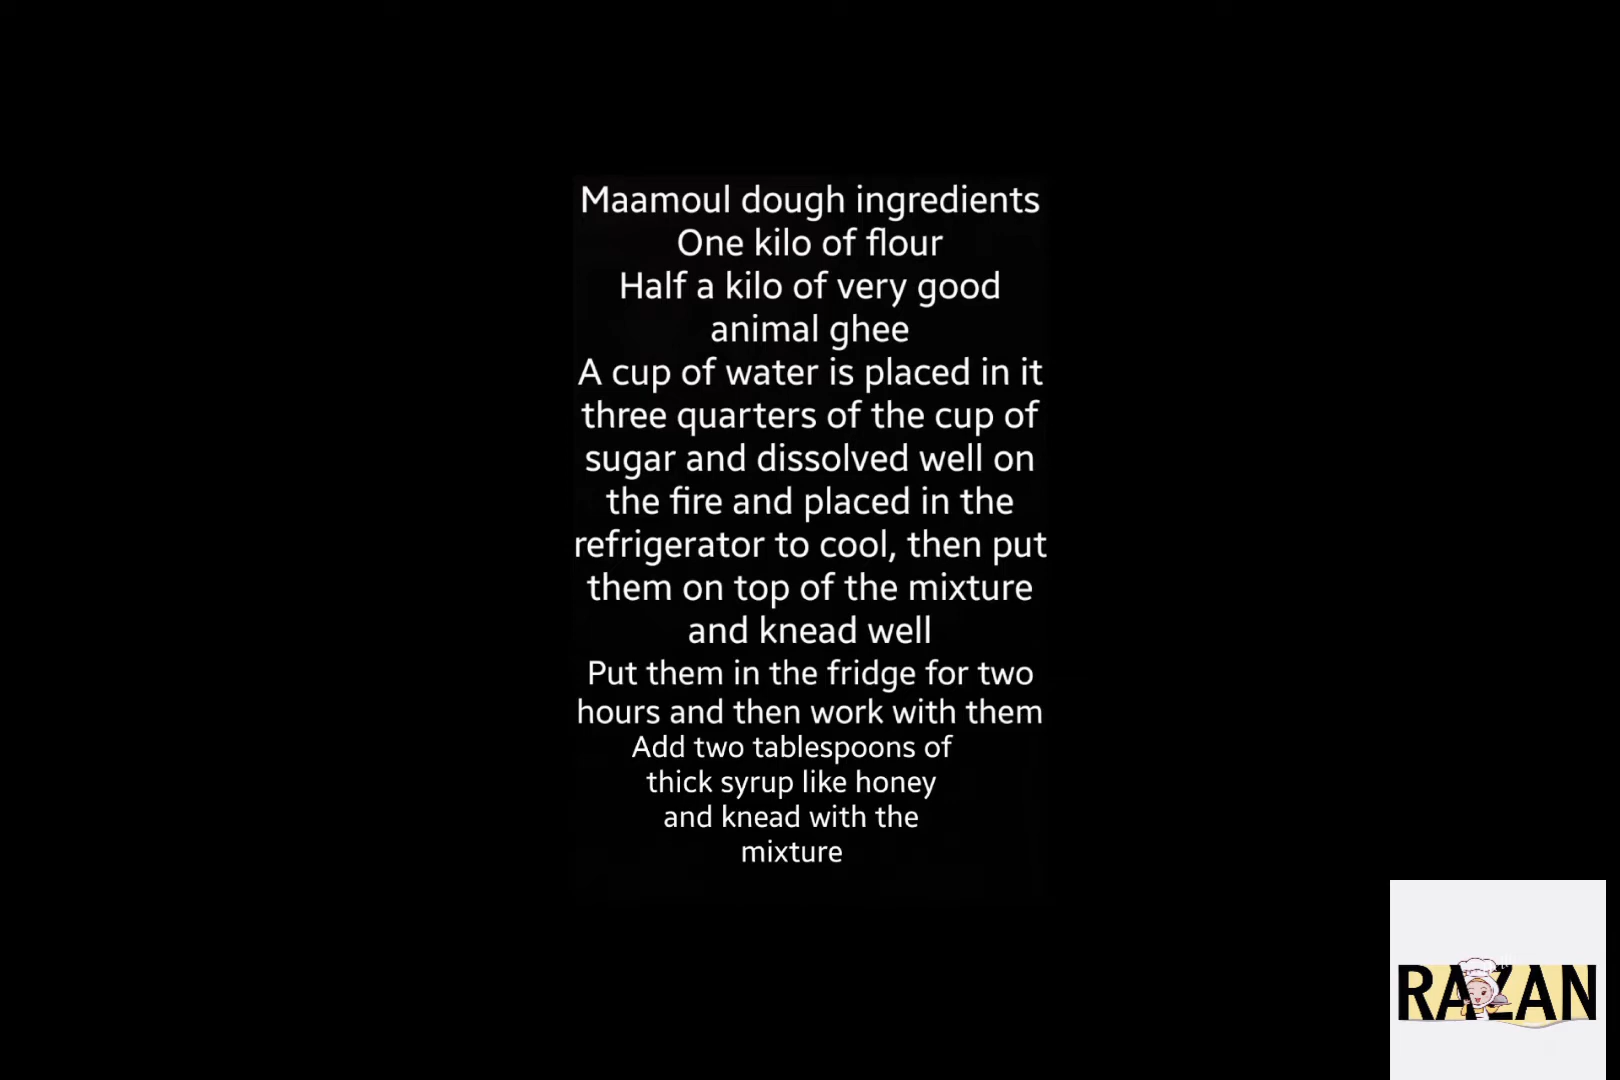 Maamoul dough ingredients
One kilo of flour
Half a kilo of very good
animal ghee
A cup of water is placed in it
three quarters of the cup of
sugar and dissolved well on
the fire and placed in the
refrigerator to cool, then put
them on top of the mixture
and knead well
Put them in the fridge for two
hours and then work with them
Add two tablespoons of
thick syrup like honey
and knead with the
mixture
RAZAN